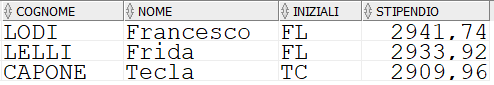 COGNOME NOME INIZIALI STIPENDIO
LODI Francesco FL 2941,74
LELLI Frida FL 2933,92
CAPONE Tecla TC 2909,96